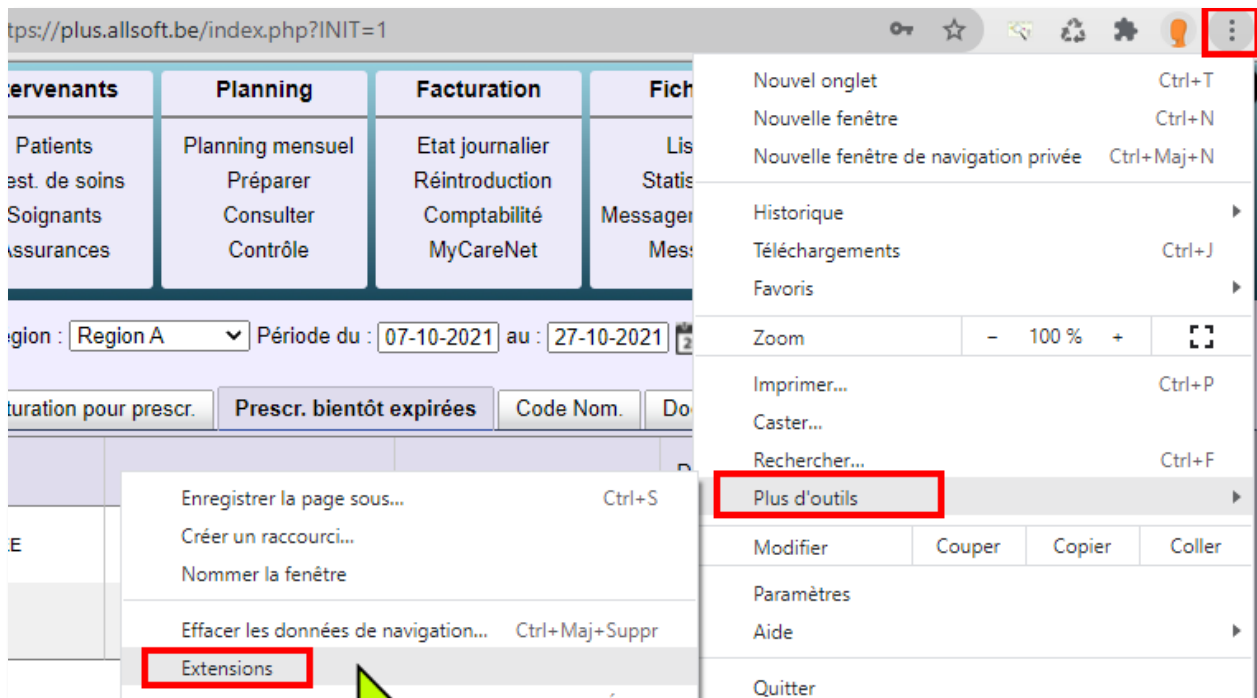 tps://plus.allsoft.be/index.php?INIT=1
tervenants Planning Facturation Fich
Patients Planning mensuel Etat journalier Lis
est. de soins Préparer Réintroduction Statis
Soignants Consulter Comptabilité Messager
Assurances Contrôle MyCareNet Mess
égion : Region A Période du : 07-10-2021 au : 27-10-2021
turation pour prescr. Prescr. bientôt expirées Code Nom. Do
Nouvel onglet Ctrl+T
Nouvelle fenêtre Ctrl+N
Nouvelle fenêtre de navigation privée Ctrl+Maj+N
Historique
Téléchargements Ctrl+J
Favoris
Zoom - 100 % +
Imprimer... Ctrl+P
Caster...
Rechercher... Ctrl+F
Plus d'outils
Modifier Couper Copier Coller
Paramètres
Aide
Quitter
Enregistrer la page sous... Ctrl+S
Créer un raccourci...
Nommer la fenêtre
Effacer les données de navigation... Ctrl+Maj+Suppr
Extensions